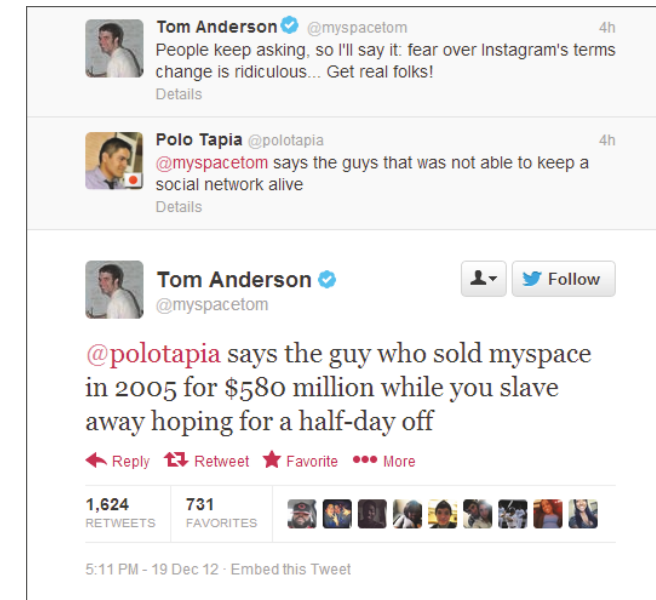 Tom Anderson @myspacetom 4h
People keep asking, so I'll say it: fear over Instagram's terms
change is ridiculous... Get real folks!
Details
Polo Tapia @polotapia 4h
@myspacetom says the guys that was not able to keep a
social network alive
Details
Tom Anderson
Follow
@myspacetom
@polotapia says the guy who sold myspace
in 2005 for $580 million while you slave
away hoping for a half-day off
Reply Retweet Favorite More
1,624 731
RETWEETS FAVORITES
5:11 PM - 19 Dec 12 · Embed this Tweet